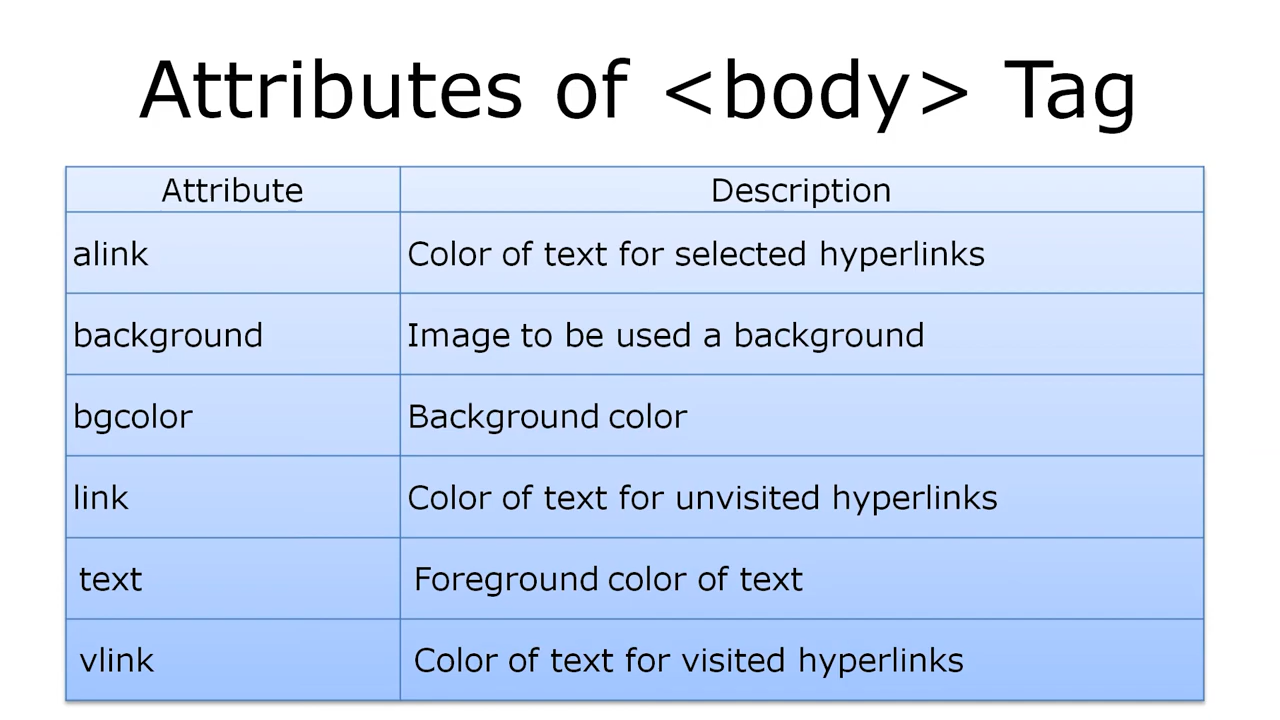 Attributes of <body> Tag
Attribute Description
alink Color of text for selected hyperlinks
background Image to be used a background
bgcolor Background color
link Color of text for unvisited hyperlinks
text Foreground color of text
vlink Color of text for visited hyperlinks